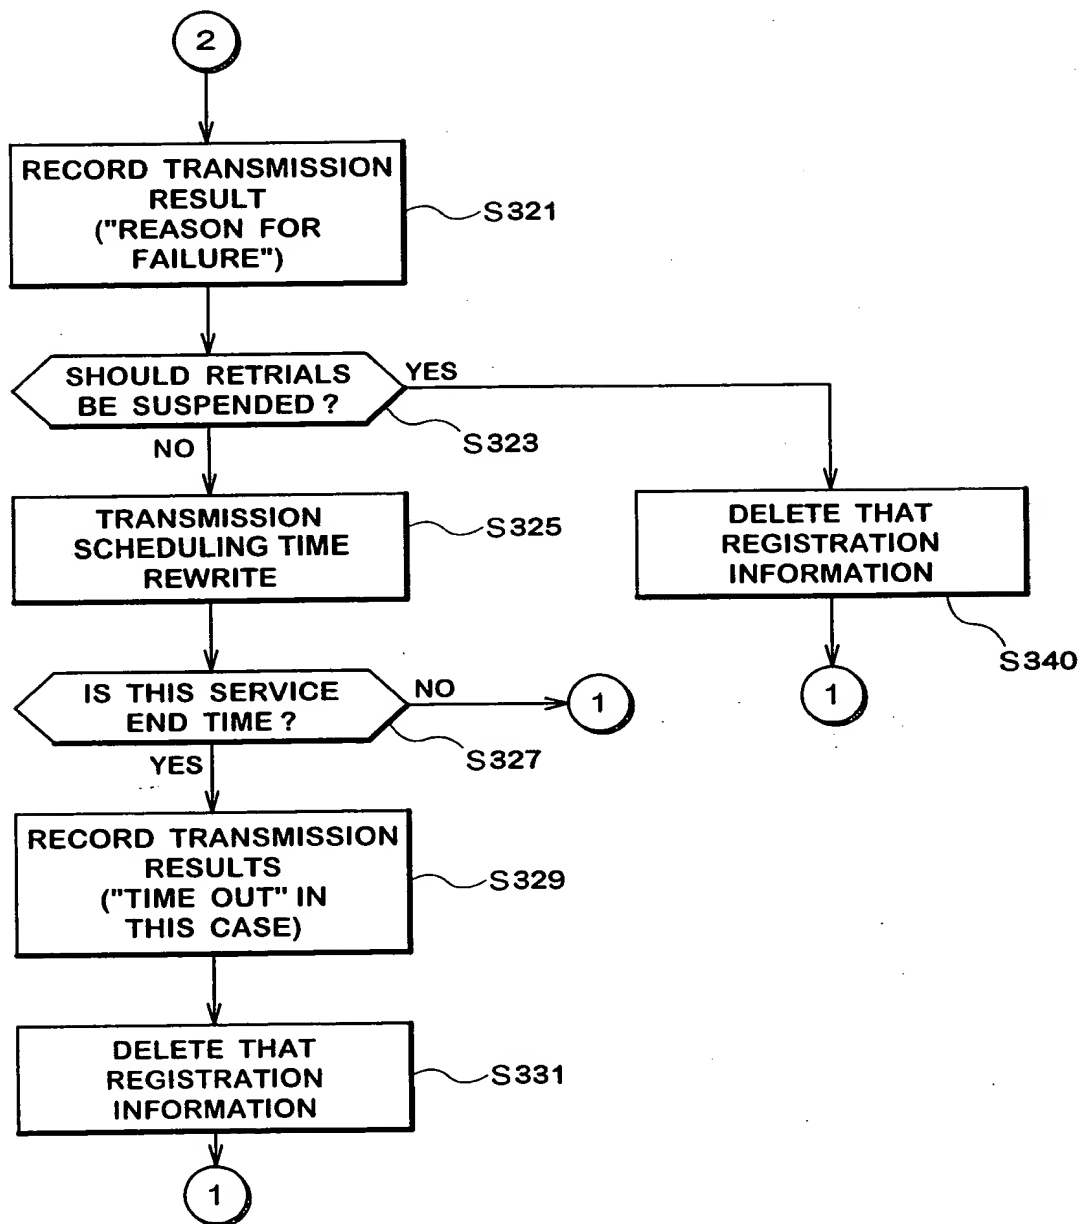 2
RECORD TRANSMISSION
RESULT
("REASON FOR
FAILURE")
S321
SHOULD RETRIALS
BE SUSPENDED?
YES
S323
NO
TRANSMISSION
SCHEDULING TIME
REWRITE
S325
DELETE THAT
REGISTRATION
INFORMATION
S340
1
IS THIS SERVICE
END TIME?
NO
1
S327
YES
RECORD TRANSMISSION
RESULTS
("TIME OUT" IN
THIS CASE)
S329
DELETE THAT
REGISTRATION
INFORMATION
S331
1